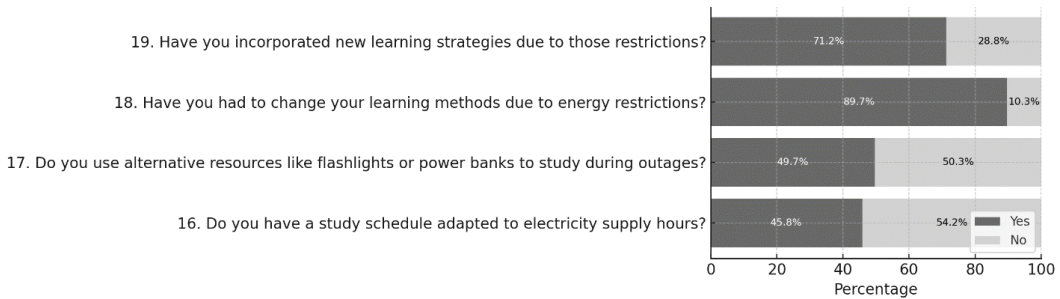 19. Have you incorporated new learning strategies due to those restrictions?
71.2%
28.8%
18. Have you had to change your learning methods due to energy restrictions?
89.7%
10.3%
17. Do you use alternative resources like flashlights or power banks to study during outages?
49.7%
50.3%
16. Do you have a study schedule adapted to electricity supply hours?
45.8%
54.2%
Yes
No
0 20 40 60 80 100
Percentage